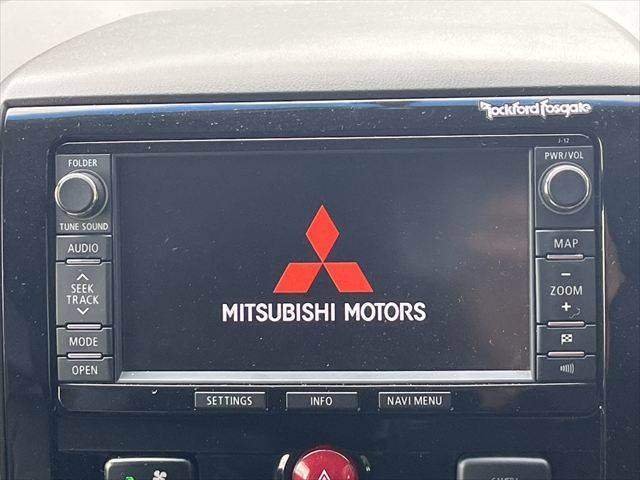 Rockford Fosgate
J-12
FOLDER
TUNE SOUND
AUDIO
SEEK
TRACK
MODE
OPEN
MITSUBISHI MOTORS
PWR/VOL
MAP
−
ZOOM
+
SETTINGS
INFO
NAVI MENU